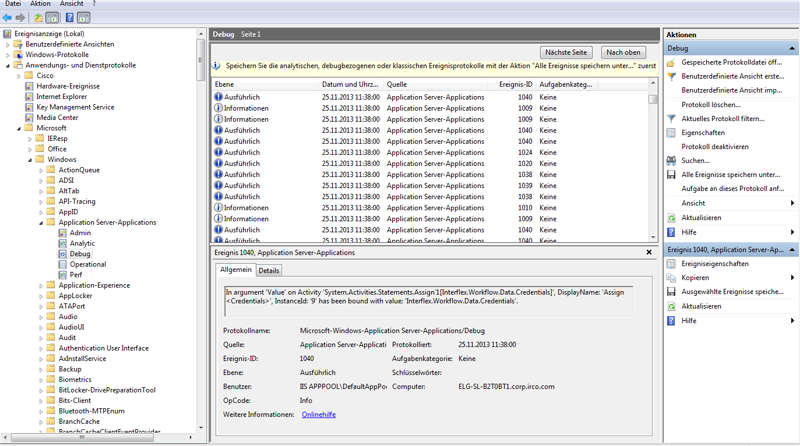 Datei Aktion Ansicht ?
Ereignisanzeige (Lokal)
Benutzerdefinierte Ansichten
Windows-Protokolle
Anwendungs- und Dienstprotokolle
Cisco
Hardware-Ereignisse
Internet Explorer
Key Management Service
Media Center
Microsoft
IEResp
Office
Windows
ActionQueue
ADSI
AltTab
API-Tracing
AppID
Application Server-Applications
Admin
Analytic
Debug
Operational
Perf
Application-Experience
AppLocker
ATAPort
Audio
AudioUI
Audit
Authentication User Interface
AxInstallService
Backup
Biometrics
BitLocker-DrivePreparationTool
Bits-Client
Bluetooth-MTPEnum
BranchCache
BranchCacheClientEventProvider
Debug Seite 1
Nächste Seite Nach oben
Speichern Sie die analytischen, debugbezogenen oder klassischen Ereignisprotokolle mit der Aktion "Alle Ereignisse speichern unter..." zuerst
Ebene Datum und Uhrz... Quelle Ereignis-ID Aufgabenkateg...
Ausführlich 25.11.2013 11:38:00 Application Server-Applications 1040 Keine
Informationen 25.11.2013 11:38:00 Application Server-Applications 1009 Keine
Informationen 25.11.2013 11:38:00 Application Server-Applications 1009 Keine
Ausführlich 25.11.2013 11:38:00 Application Server-Applications 1040 Keine
Ausführlich 25.11.2013 11:38:00 Application Server-Applications 1040 Keine
Ausführlich 25.11.2013 11:38:00 Application Server-Applications 1024 Keine
Ausführlich 25.11.2013 11:38:00 Application Server-Applications 1020 Keine
Ausführlich 25.11.2013 11:38:00 Application Server-Applications 1038 Keine
Ausführlich 25.11.2013 11:38:00 Application Server-Applications 1039 Keine
Ausführlich 25.11.2013 11:38:00 Application Server-Applications 1038 Keine
Informationen 25.11.2013 11:38:00 Application Server-Applications 1010 Keine
Informationen 25.11.2013 11:38:00 Application Server-Applications 1009 Keine
Ausführlich 25.11.2013 11:38:00 Application Server-Applications 1040 Keine
Ausführlich 25.11.2013 11:38:00 Application Server-Applications 1040 Keine
Ereignis 1040, Application Server-Applications
Allgemein Details
In argument 'Value' on Activity 'System.Activities.Statements.Assign`1[Interflex.Workflow.Data.Credentials]', DisplayName: 'Assign
<Credentials>', InstanceId: '9' has been bound with value: 'Interflex.Workflow.Data.Credentials'.
Protokollname: Microsoft-Windows-Application Server-Applications/Debug
Quelle: Application Server-Applicati Protokolliert: 25.11.2013 11:38:00
Ereignis-ID: 1040 Aufgabenkategorie: Keine
Ebene: Ausführlich Schlüsselwörter:
Benutzer: IIS APPPOOL\DefaultAppPoo Computer: ELG-SL-B2T0BT1.corp.irco.com
OpCode: Info
Weitere Informationen: Onlinehilfe
Aktionen
Debug
Gespeicherte Protokolldatei öff...
Benutzerdefinierte Ansicht erste...
Benutzerdefinierte Ansicht imp...
Protokoll löschen...
Aktuelles Protokoll filtern...
Eigenschaften
Protokoll deaktivieren
Suchen...
Alle Ereignisse speichern unter...
Aufgabe an dieses Protokoll anf...
Ansicht
Aktualisieren
Hilfe
Ereignis 1040, Application Server-Ap...
Ereigniseigenschaften
Kopieren
Ausgewählte Ereignisse speiche...
Aktualisieren
Hilfe